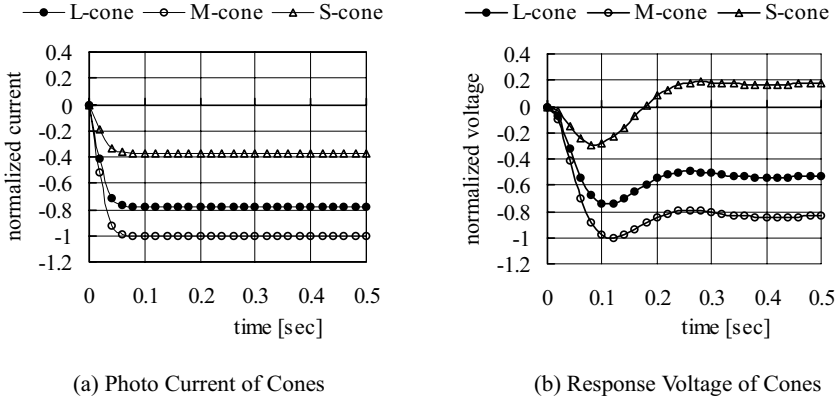 L-cone M-cone S-cone
L-cone M-cone S-cone
normalized current
0.4
0.2
0
-0.2
-0.4
-0.6
-0.8
-1
-1.2
0 0.1 0.2 0.3 0.4 0.5
time [sec]
normalized voltage
0.4
0.2
0
-0.2
-0.4
-0.6
-0.8
-1
-1.2
0 0.1 0.2 0.3 0.4 0.5
time [sec]
(a) Photo Current of Cones
(b) Response Voltage of Cones